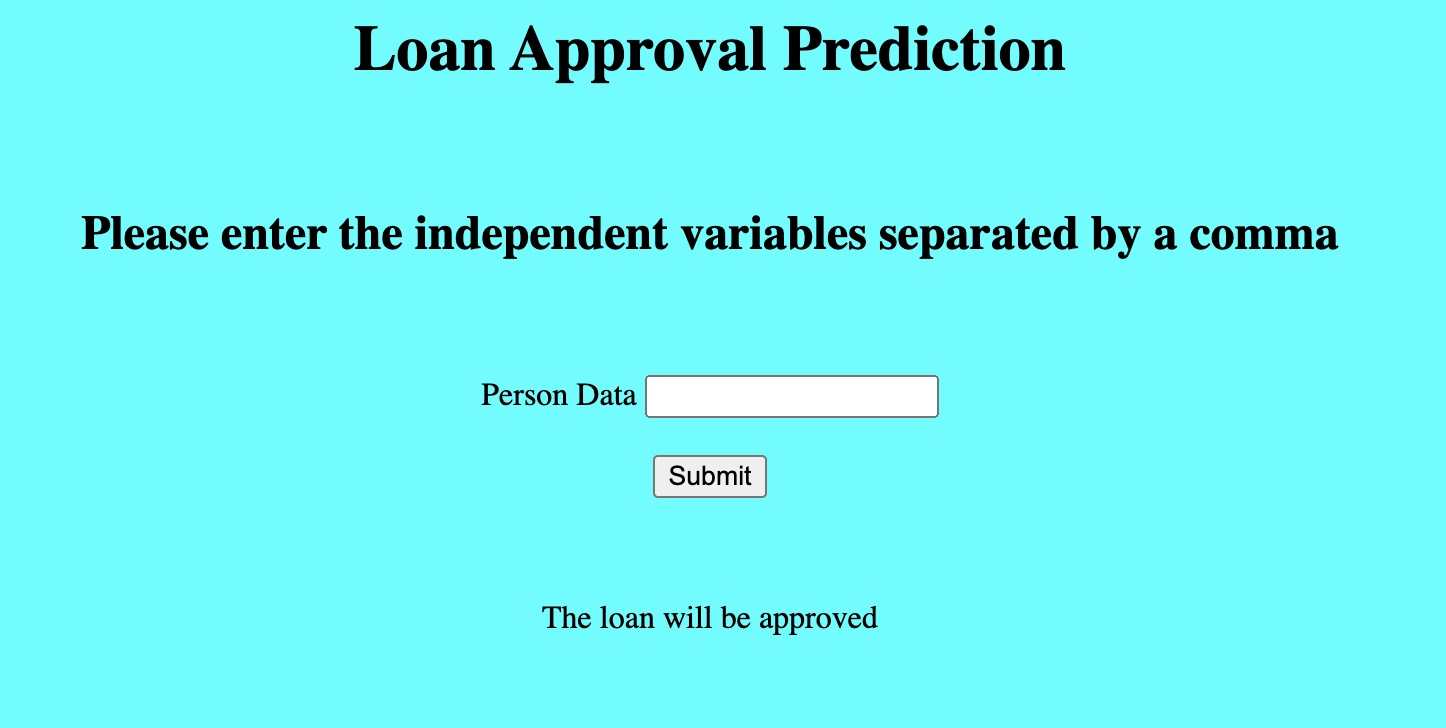 Loan Approval Prediction
Please enter the independent variables separated by a comma
Person Data
Submit
The loan will be approved